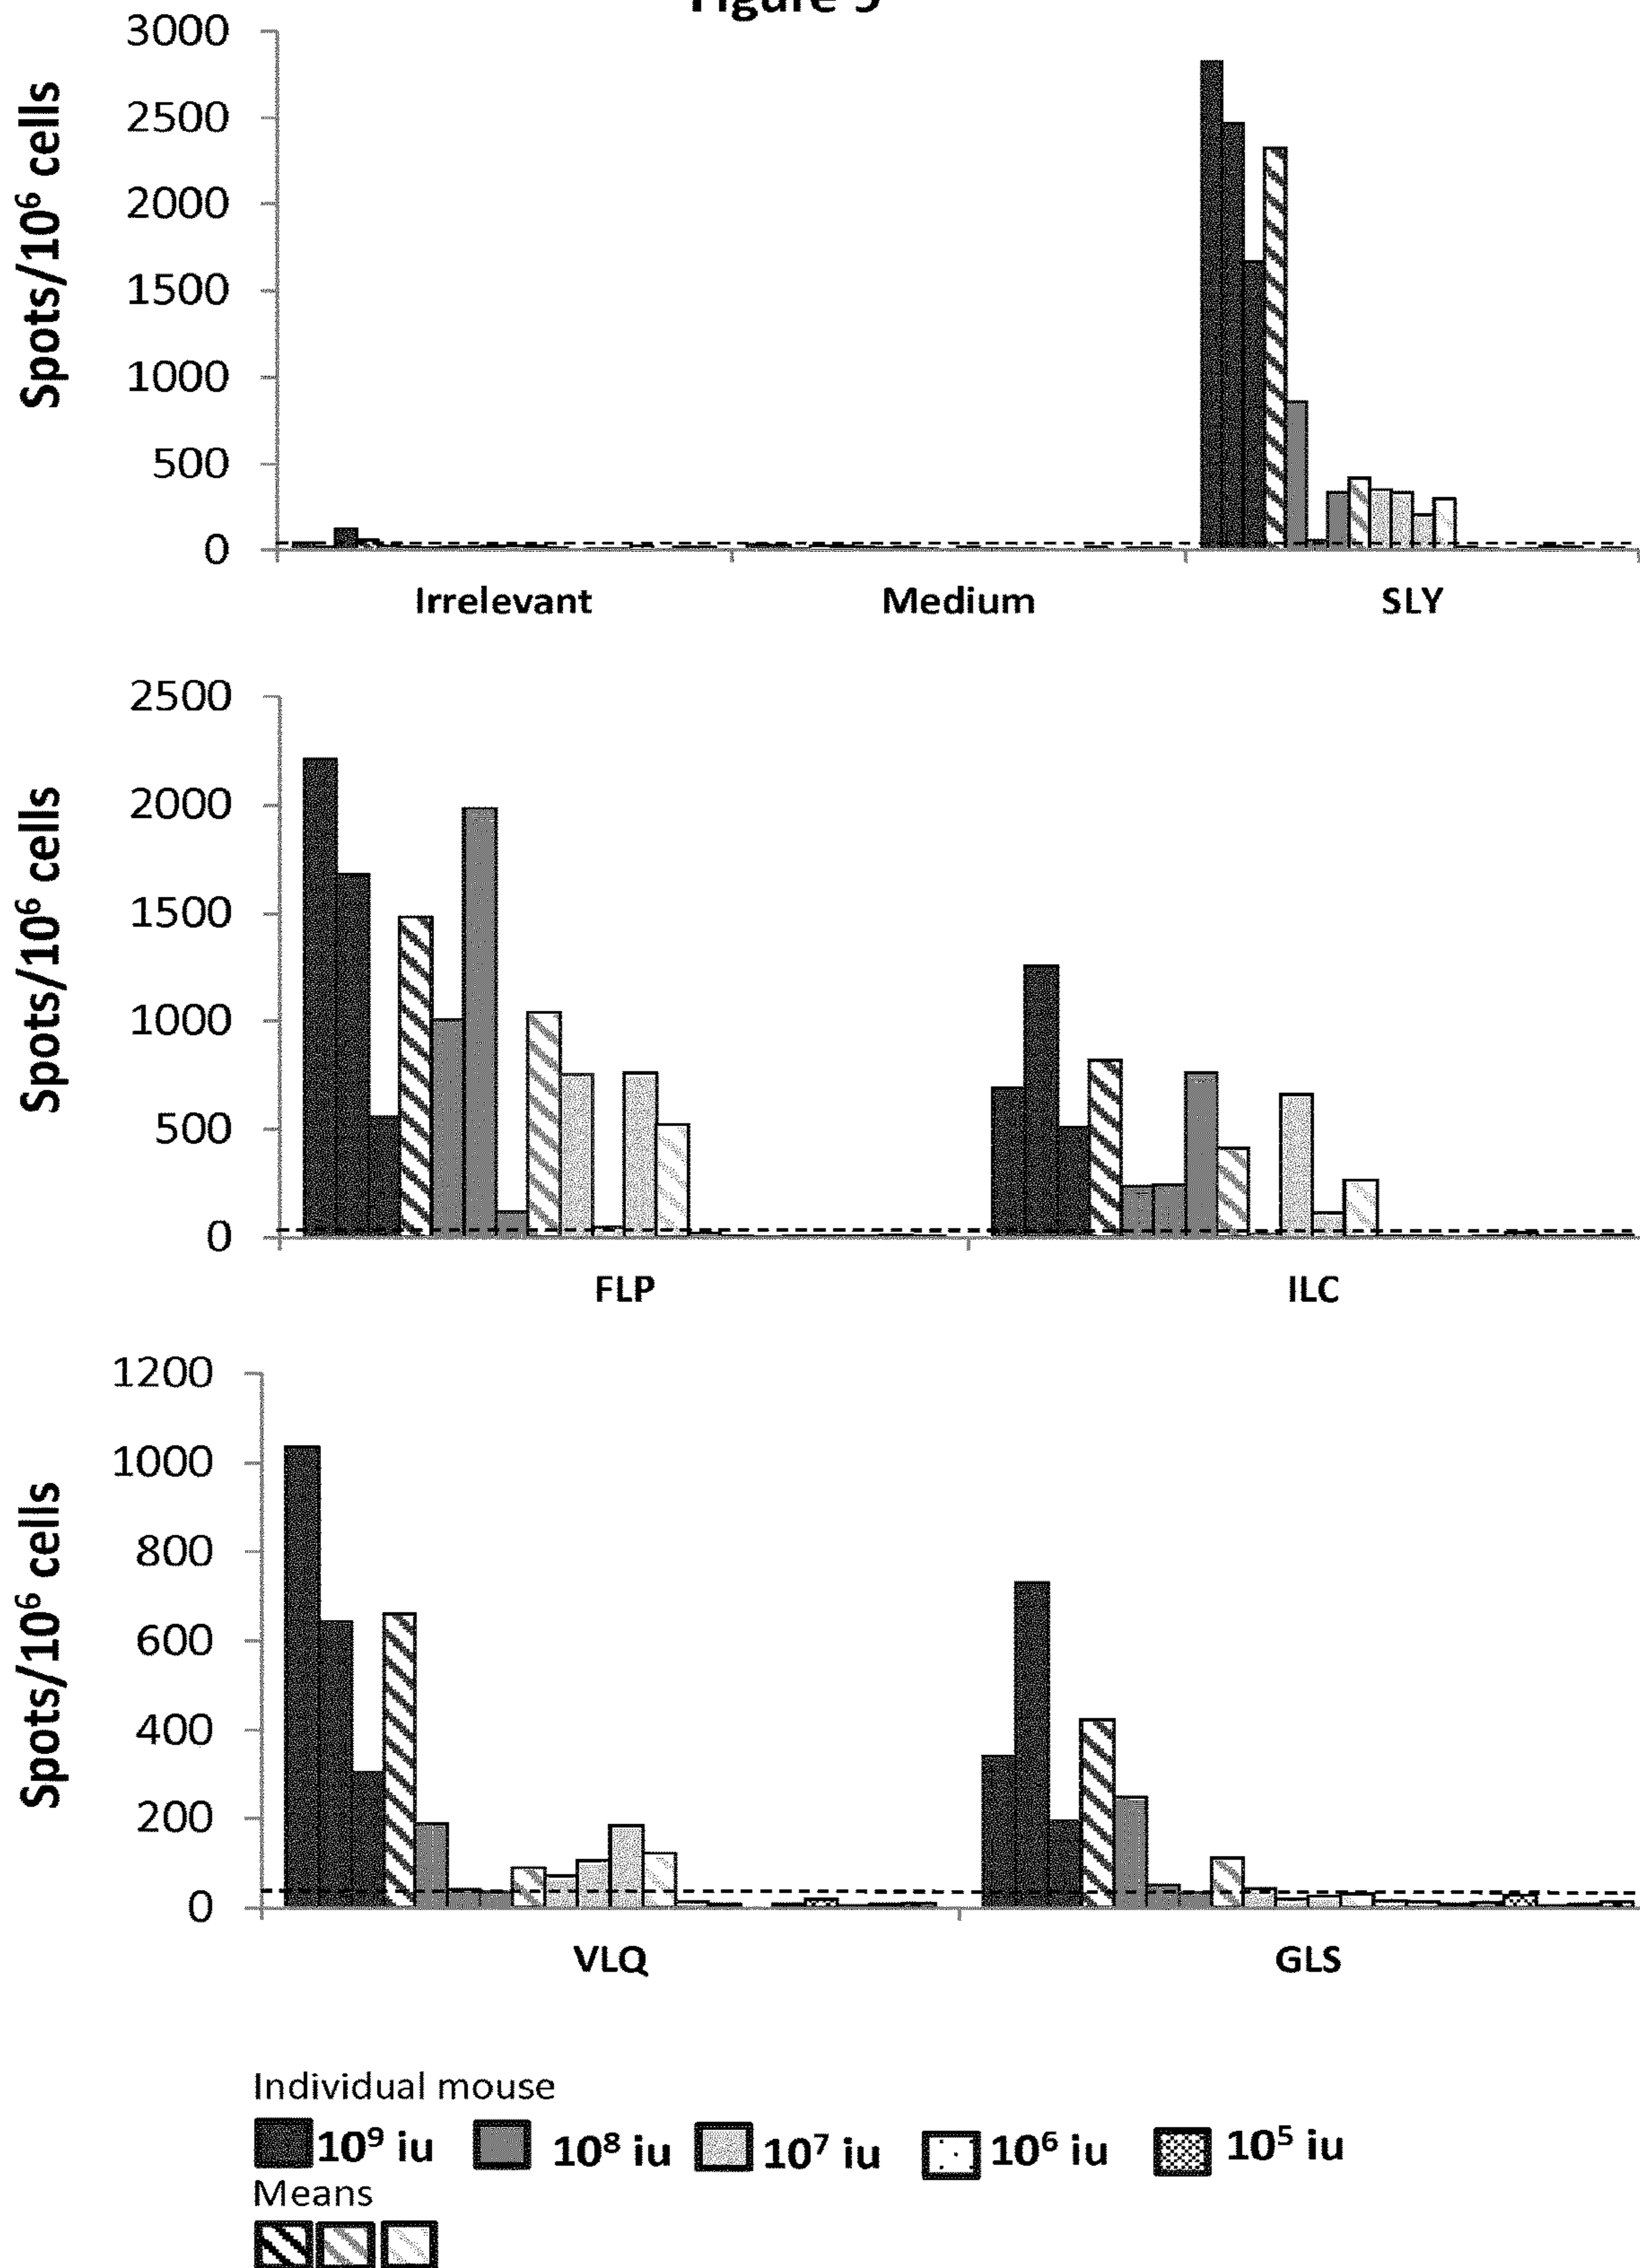 Figure 9
3000
2500
2000
1500
1000
500
0
Spots/10⁶ cells
Irrelevant Medium SLY
2500
2000
1500
1000
500
0
Spots/10⁶ cells
FLP ILC
1200
1000
800
600
400
200
0
Spots/10⁶ cells
VLQ GLS
Individual mouse
10⁹ iu 10⁸ iu 10⁷ iu 10⁶ iu 10⁵ iu
Means